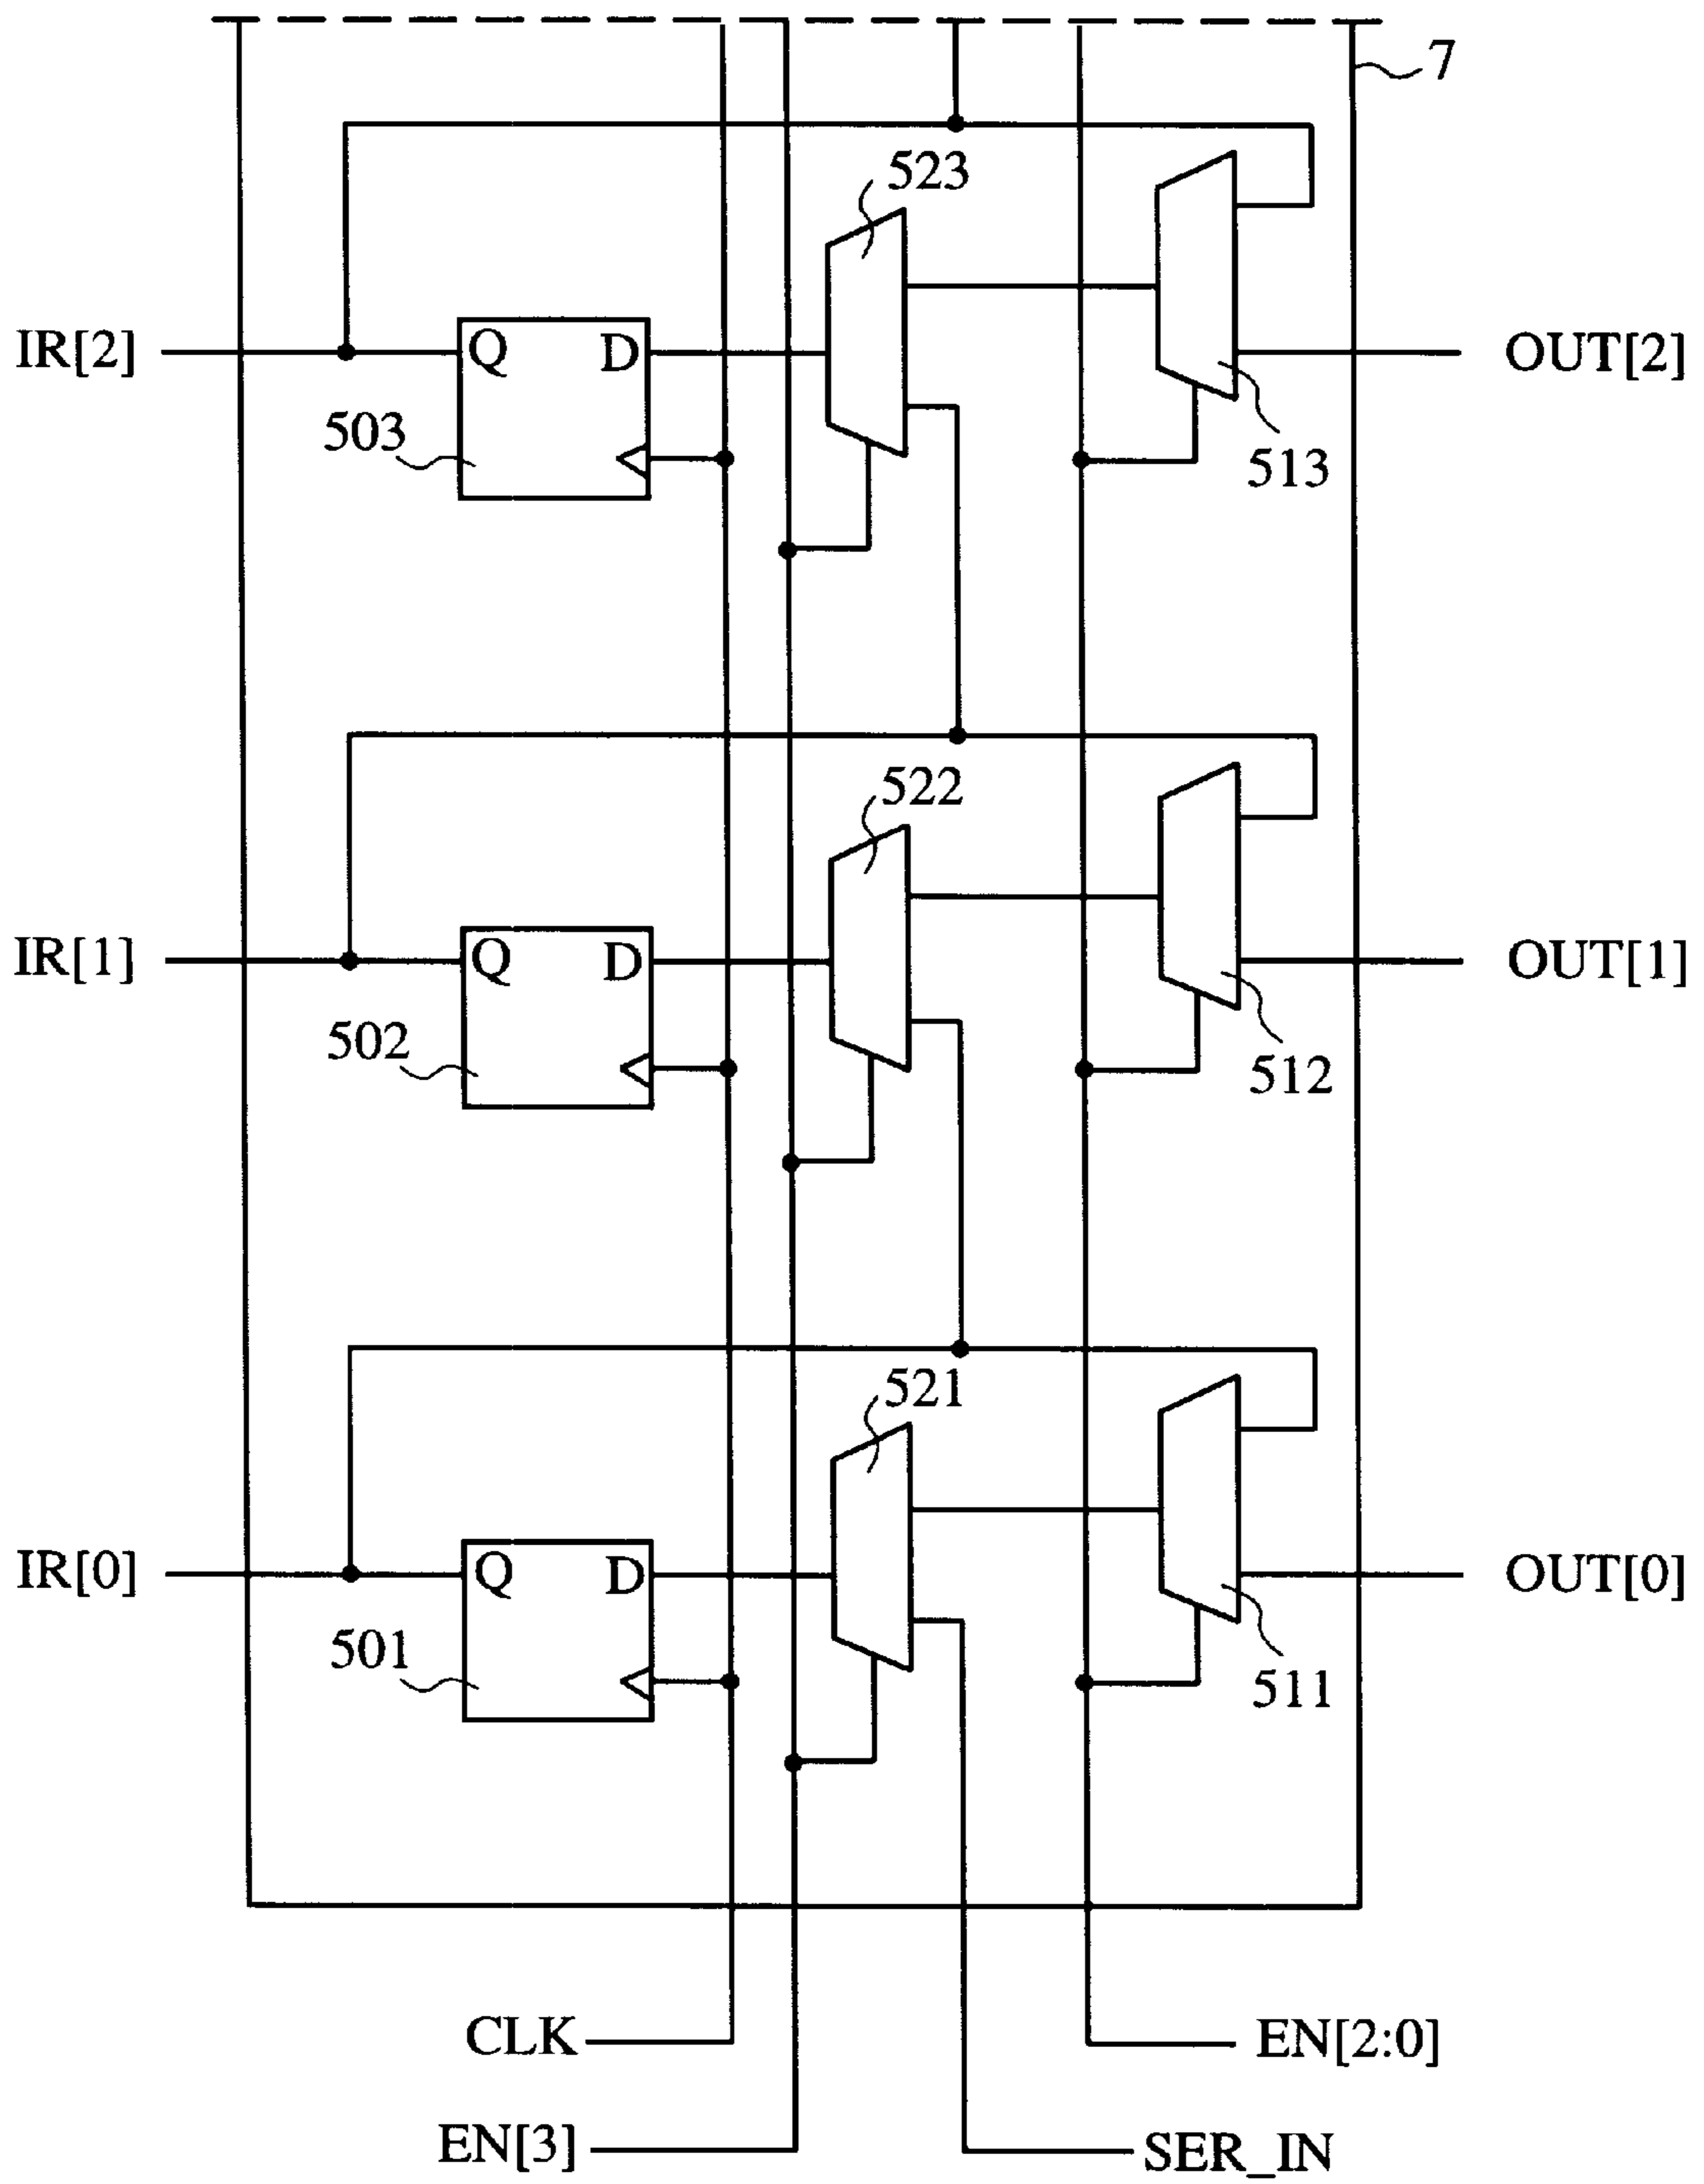 7
523
IR[2]
Q
D
OUT[2]
503
513
522
IR[1]
Q
D
OUT[1]
502
512
521
IR[0]
Q
D
OUT[0]
501
511
CLK
EN[2:0]
EN[3]
SER_IN